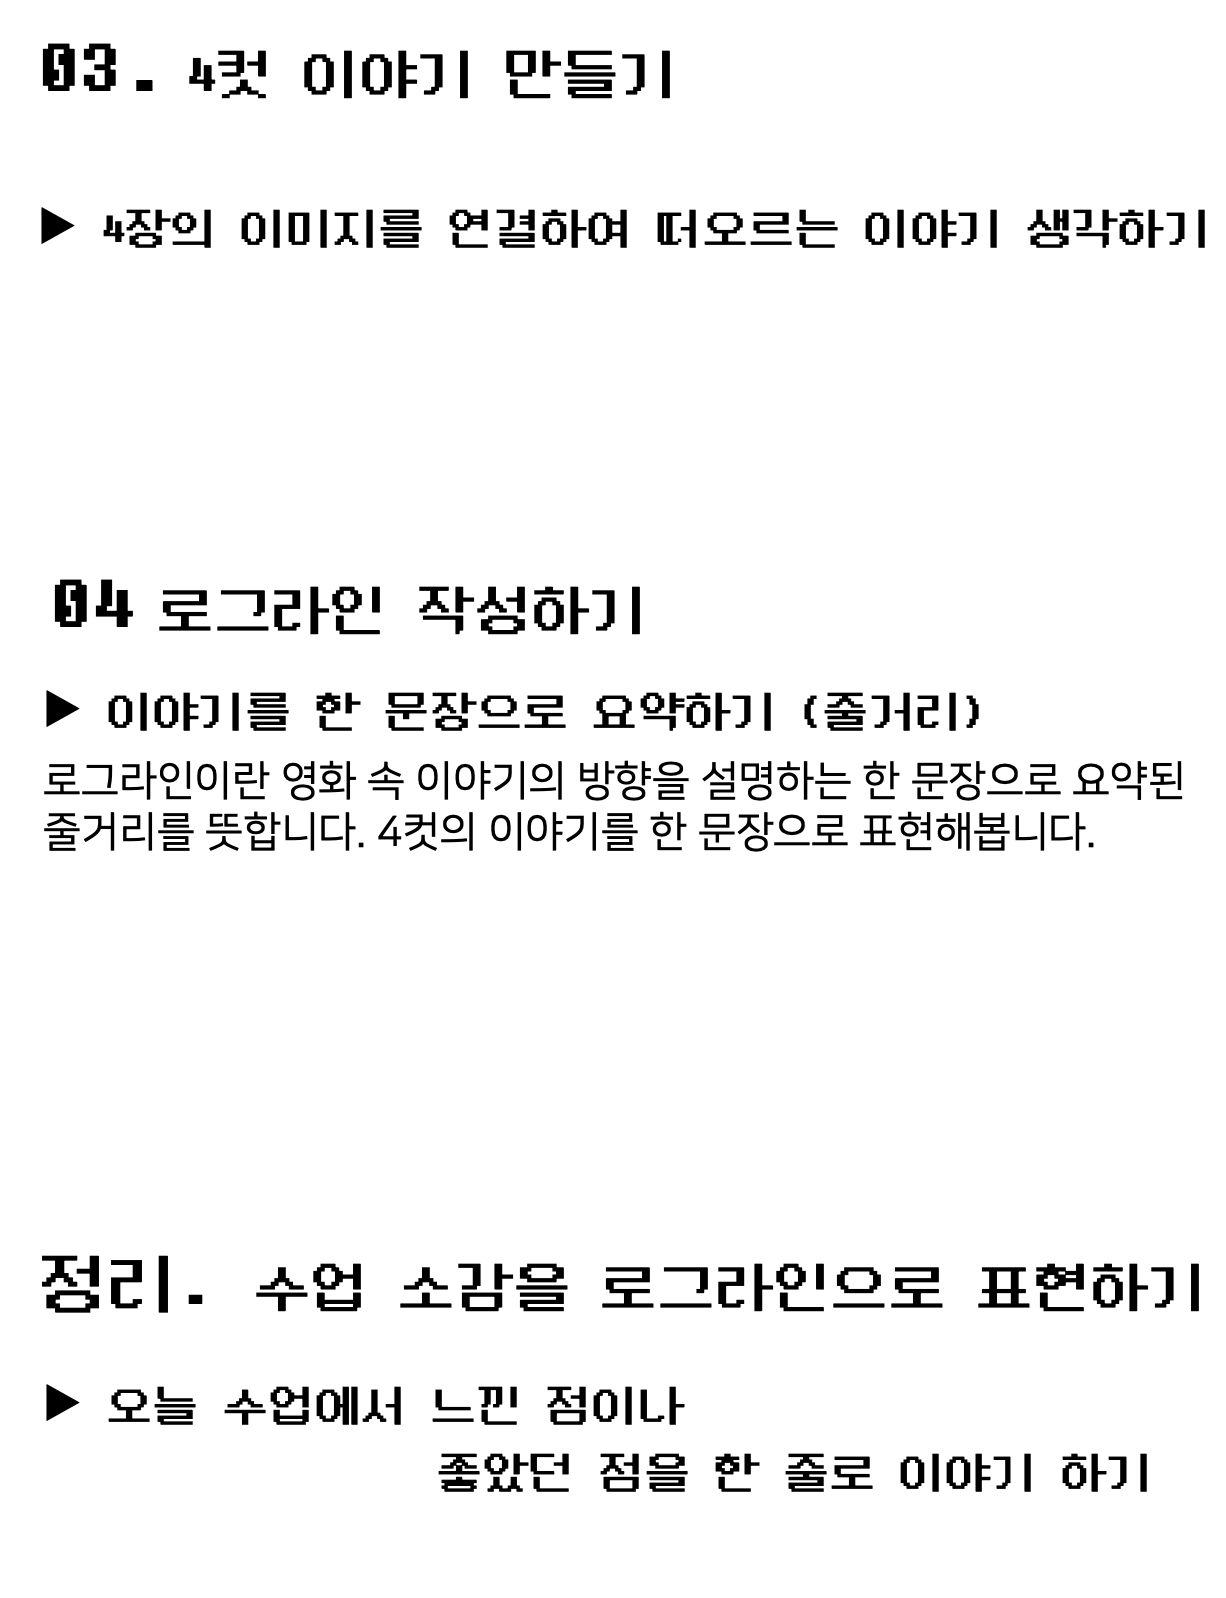 03. 4컷 이야기 만들기
▶ 4장의 이미지를 연결하여 떠오르는 이야기 생각하기
04 로그라인 작성하기
▶ 이야기를 한 문장으로 요약하기 (줄거리)
로그라인이란 영화 속 이야기의 방향을 설명하는 한 문장으로 요약된
줄거리를 뜻합니다. 4컷의 이야기를 한 문장으로 표현해봅니다.
정리. 수업 소감을 로그라인으로 표현하기
▶ 오늘 수업에서 느낀 점이나
좋았던 점을 한 줄로 이야기 하기